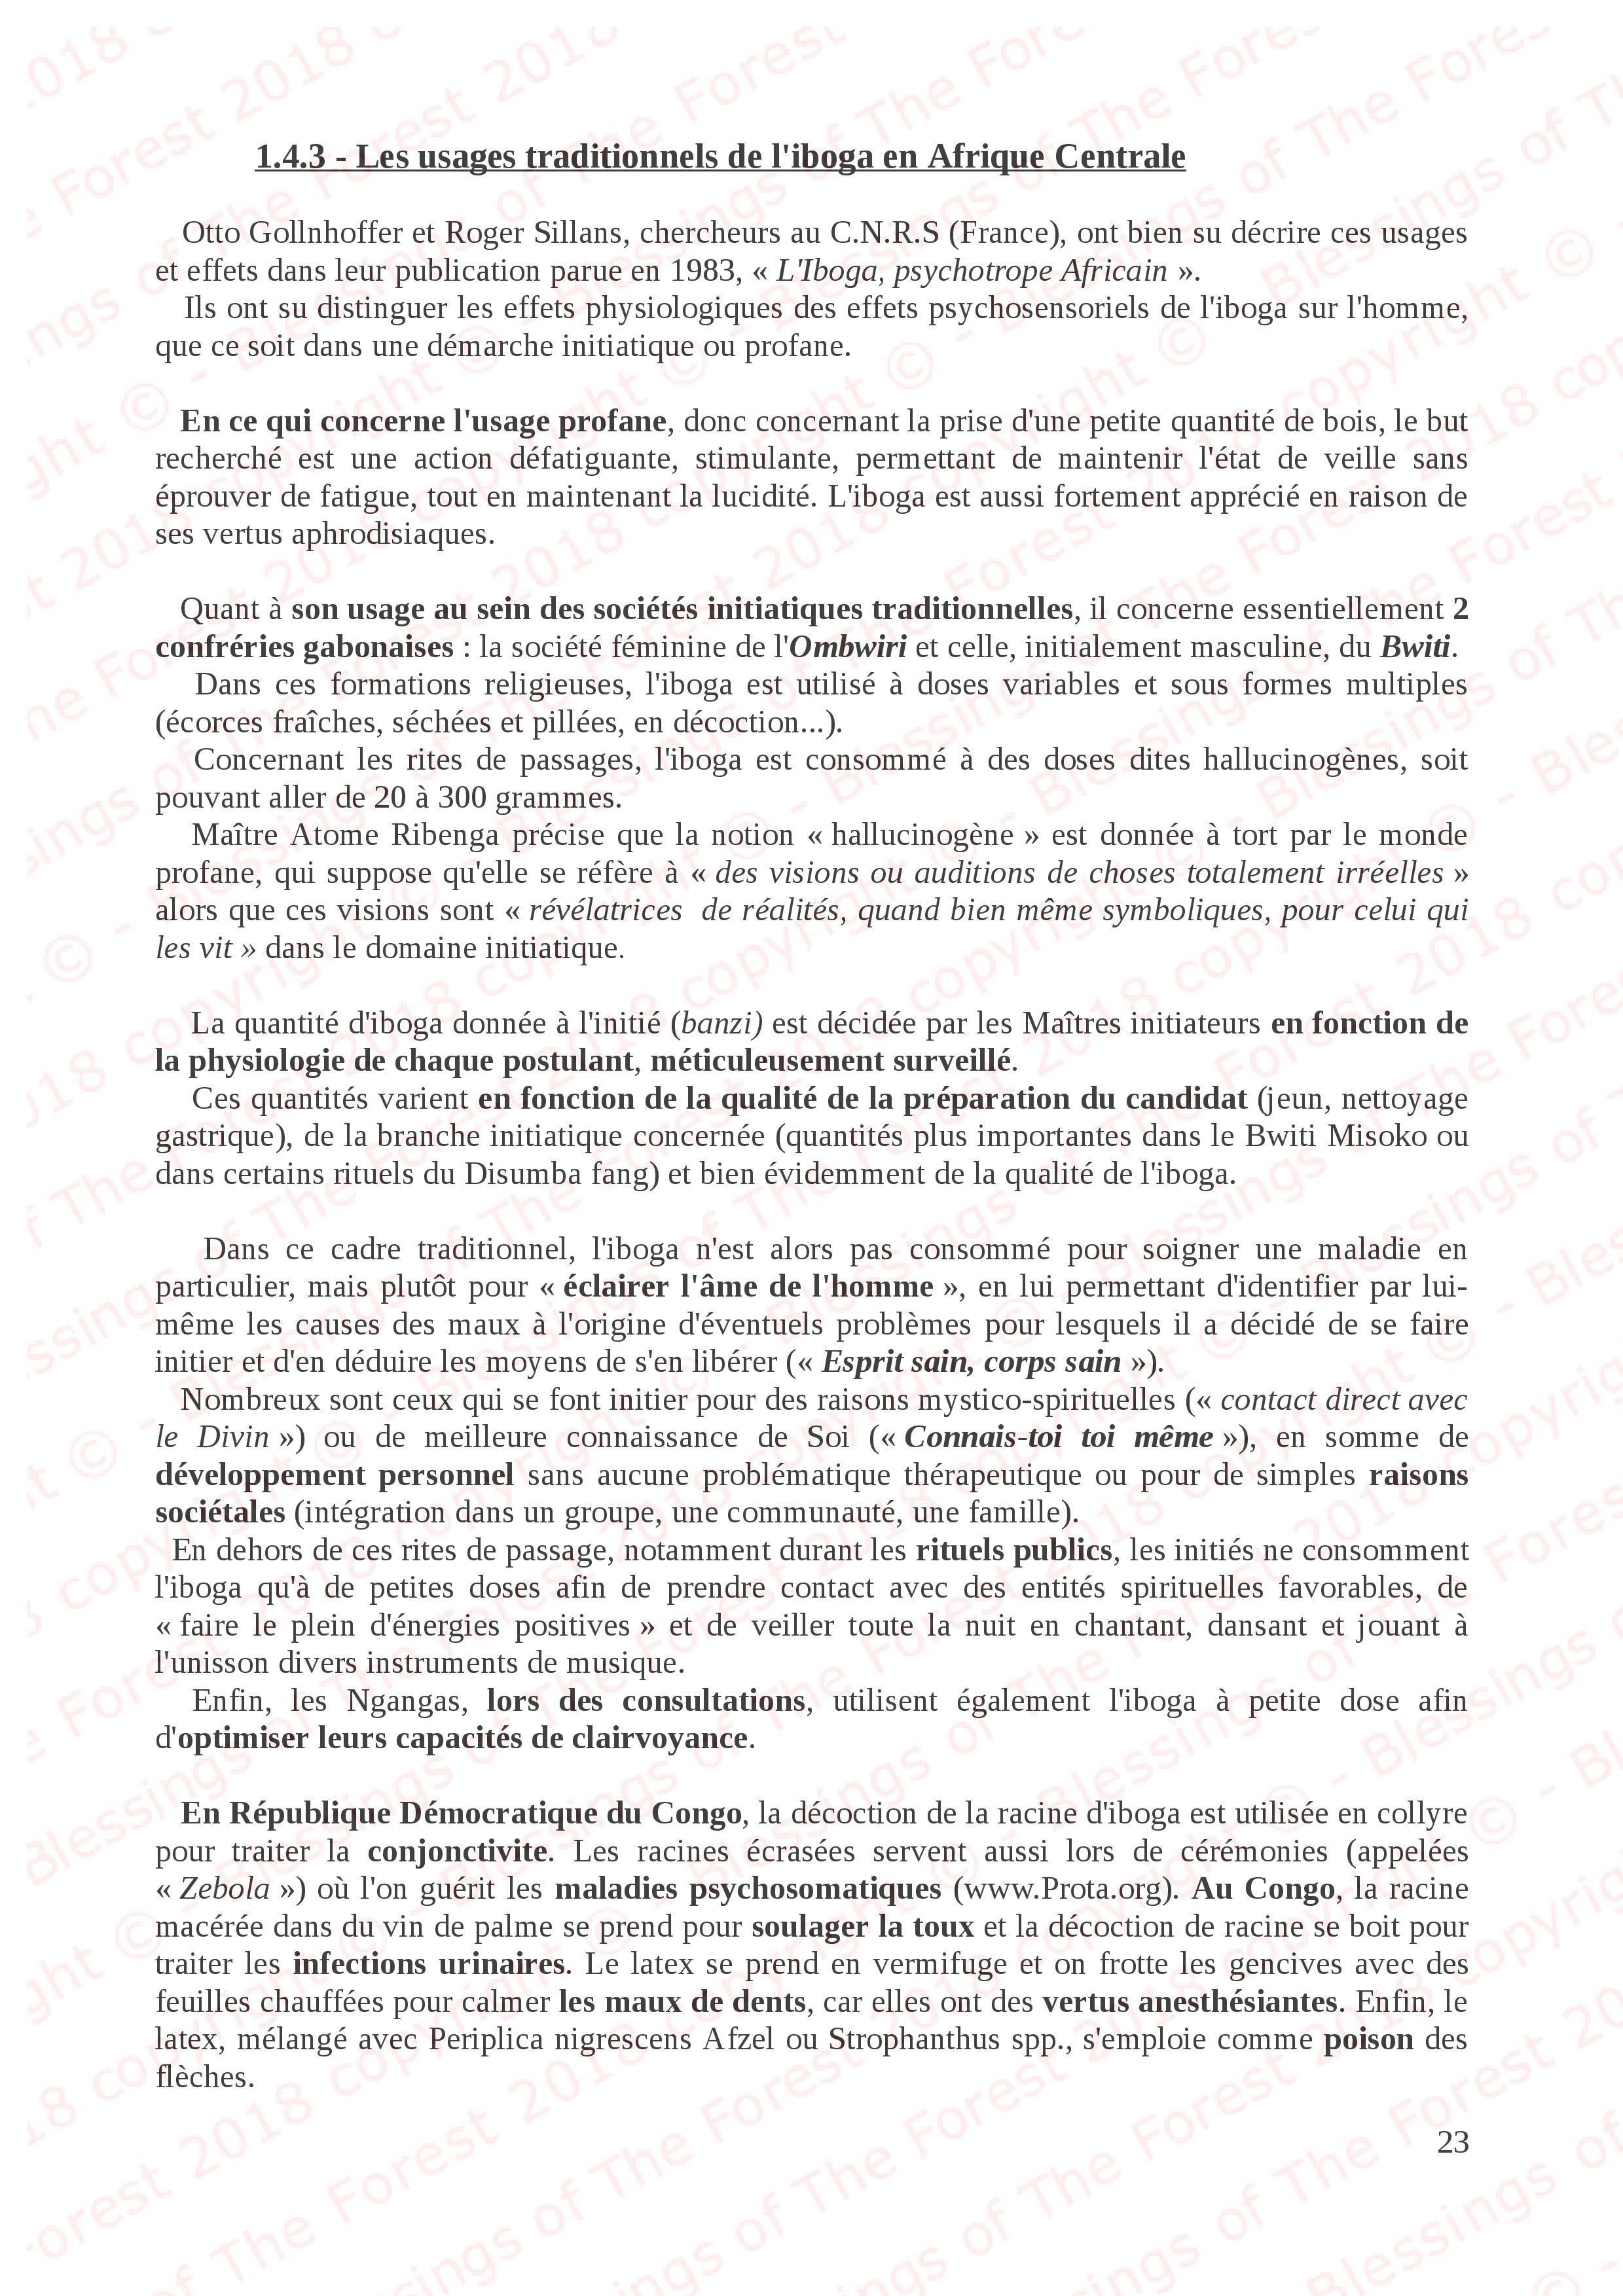 1.4.3 - Les usages traditionnels de l'iboga en Afrique Centrale
Otto Gollnhoffer et Roger Sillans, chercheurs au C.N.R.S (France), ont bien su décrire ces usages
et effets dans leur publication parue en 1983, « L'Iboga, psychotrope Africain ».
Ils ont su distinguer les effets physiologiques des effets psychosensoriels de l'iboga sur l'homme,
que ce soit dans une démarche initiatique ou profane.
En ce qui concerne l'usage profane, donc concernant la prise d'une petite quantité de bois, le but
recherché est une action défatiguante, stimulante, permettant de maintenir l'état de veille sans
éprouver de fatigue, tout en maintenant la lucidité. L'iboga est aussi fortement apprécié en raison de
ses vertus aphrodisiaques.
Quant à son usage au sein des sociétés initiatiques traditionnelles, il concerne essentiellement 2
confréries gabonaises : la société féminine de l'Ombwiri et celle, initialement masculine, du Bwiti.
Dans ces formations religieuses, l'iboga est utilisé à doses variables et sous formes multiples
(écorces fraîches, séchées et pillées, en décoction...).
Concernant les rites de passages, l'iboga est consommé à des doses dites hallucinogènes, soit
pouvant aller de 20 à 300 grammes.
Maître Atome Ribenga précise que la notion « hallucinogène » est donnée à tort par le monde
profane, qui suppose qu'elle se réfère à « des visions ou auditions de choses totalement irréelles »
alors que ces visions sont « révélatrices de réalités, quand bien même symboliques, pour celui qui
les vit » dans le domaine initiatique.
La quantité d'iboga donnée à l'initié (banzi) est décidée par les Maîtres initiateurs en fonction de
la physiologie de chaque postulant, méticuleusement surveillé.
Ces quantités varient en fonction de la qualité de la préparation du candidat (jeun, nettoyage
gastrique), de la branche initiatique concernée (quantités plus importantes dans le Bwiti Misoko ou
dans certains rituels du Disumba fang) et bien évidemment de la qualité de l'iboga.
Dans ce cadre traditionnel, l'iboga n'est alors pas consommé pour soigner une maladie en
particulier, mais plutôt pour « éclairer l'âme de l'homme », en lui permettant d'identifier par lui-
même les causes des maux à l'origine d'éventuels problèmes pour lesquels il a décidé de se faire
initier et d'en déduire les moyens de s'en libérer (« Esprit sain, corps sain »).
Nombreux sont ceux qui se font initier pour des raisons mystico-spirituelles (« contact direct avec
le Divin ») ou de meilleure connaissance de Soi (« Connais-toi toi même »), en somme de
développement personnel sans aucune problématique thérapeutique ou pour de simples raisons
sociétales (intégration dans un groupe, une communauté, une famille).
En dehors de ces rites de passage, notamment durant les rituels publics, les initiés ne consomment
l'iboga qu'à de petites doses afin de prendre contact avec des entités spirituelles favorables, de
« faire le plein d'énergies positives » et de veiller toute la nuit en chantant, dansant et jouant à
l'unisson divers instruments de musique.
Enfin, les Ngangas, lors des consultations, utilisent également l'iboga à petite dose afin
d'optimiser leurs capacités de clairvoyance.
En République Démocratique du Congo, la décoction de la racine d'iboga est utilisée en collyre
pour traiter la conjonctivite. Les racines écrasées servent aussi lors de cérémonies (appelées
« Zebola ») où l'on guérit les maladies psychosomatiques (www.Prota.org). Au Congo, la racine
macérée dans du vin de palme se prend pour soulager la toux et la décoction de racine se boit pour
traiter les infections urinaires. Le latex se prend en vermifuge et on frotte les gencives avec des
feuilles chauffées pour calmer les maux de dents, car elles ont des vertus anesthésiantes. Enfin, le
latex, mélangé avec Periplica nigrescens Afzel ou Strophanthus spp., s'emploie comme poison des
flèches.
23
Blessings of The Forest 2018 copyright © -